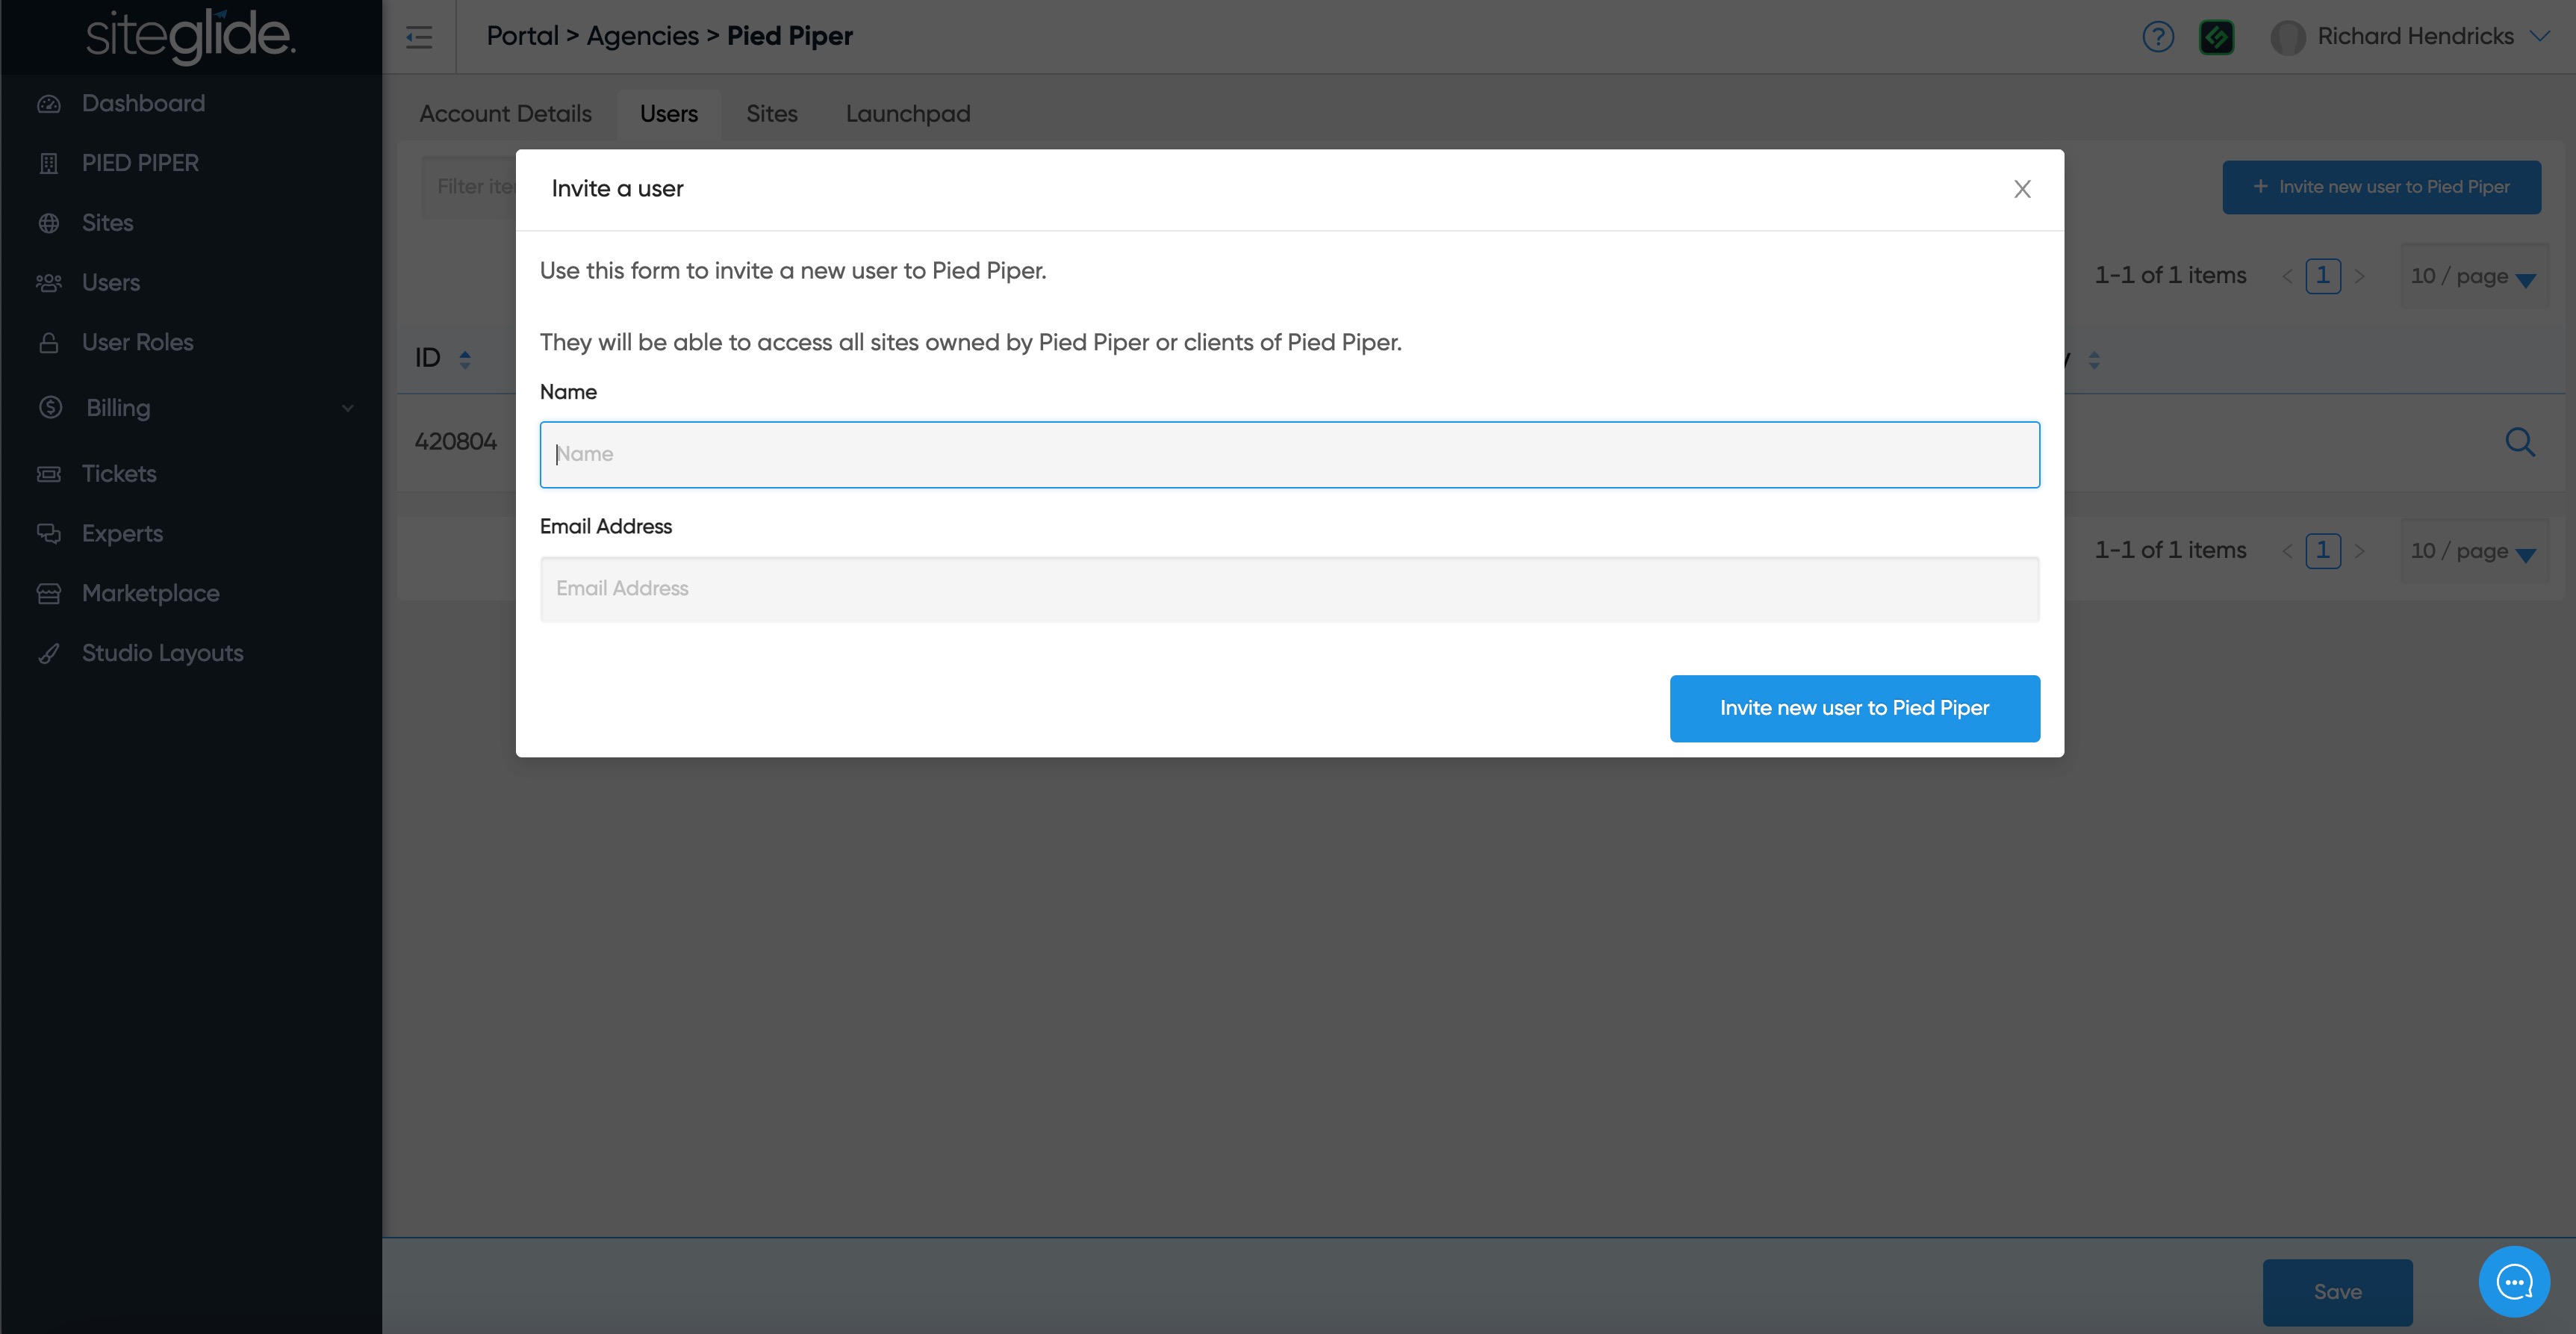 siteglide.
Portal > Agencies > Pied Piper
Richard Hendricks
Dashboard
PIED PIPER
Sites
Users
User Roles
Billing
Tickets
Experts
Marketplace
Studio Layouts
Account Details
Users
Sites
Launchpad
Filter ite
+ Invite new user to Pied Piper
1-1 of 1 items < 1 > 10 / page
ID
420804
Invite a user
Use this form to invite a new user to Pied Piper.
They will be able to access all sites owned by Pied Piper or clients of Pied Piper.
Name
Name
Email Address
Email Address
Invite new user to Pied Piper
1-1 of 1 items < 1 > 10 / page
Save